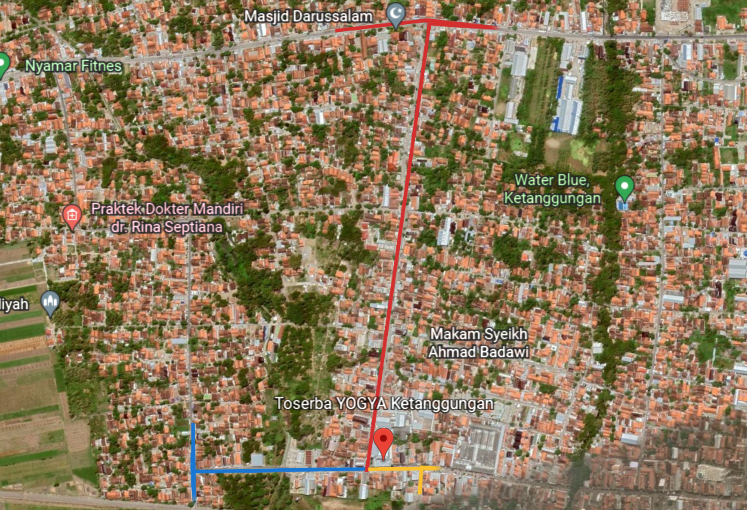 Masjid Darussalam
Nyamar Fitnes
Water Blue,
Ketanggungan
Praktek Dokter Mandiri
dr. Rina Septiana
liyah
Makam Syeikh
Ahmad Badawi
Toserba YOGYA Ketanggungan